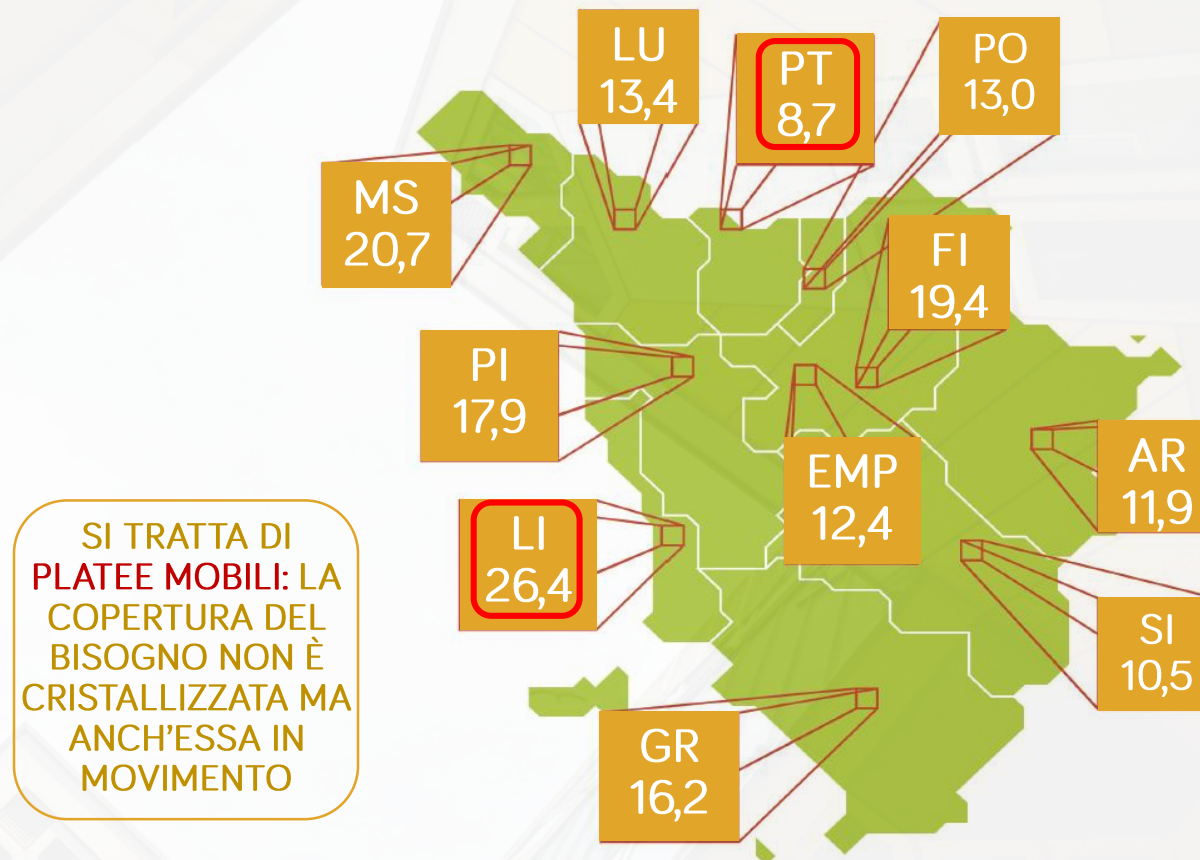 LU
13,4
PT
8,7
PO
13,0
MS
20,7
FI
19,4
PI
17,9
AR
11,9
EMP
12,4
LI
26,4
SI
10,5
GR
16,2
SI TRATTA DI
PLATEE MOBILI: LA
COPERTURA DEL
BISOGNO NON È
CRISTALLIZZATA MA
ANCH'ESSA IN
MOVIMENTO